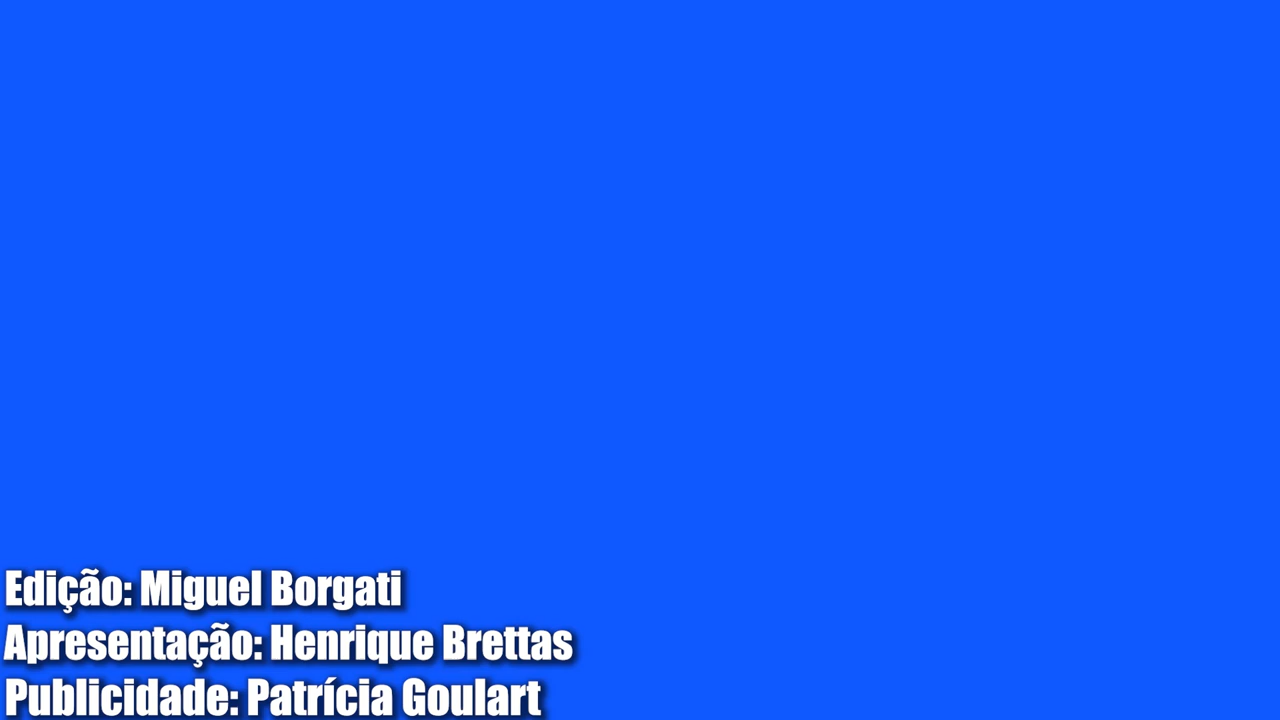 Edição: Miguel Borgati
Apresentação: Henrique Brettas
Publicidade: Patrícia Goulart